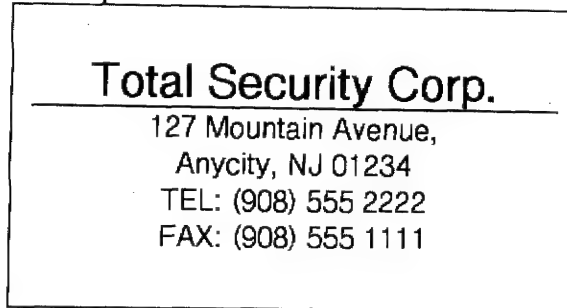 Total Security Corp.
127 Mountain Avenue,
Anycity, NJ 01234
TEL: (908) 555 2222
FAX: (908) 555 1111